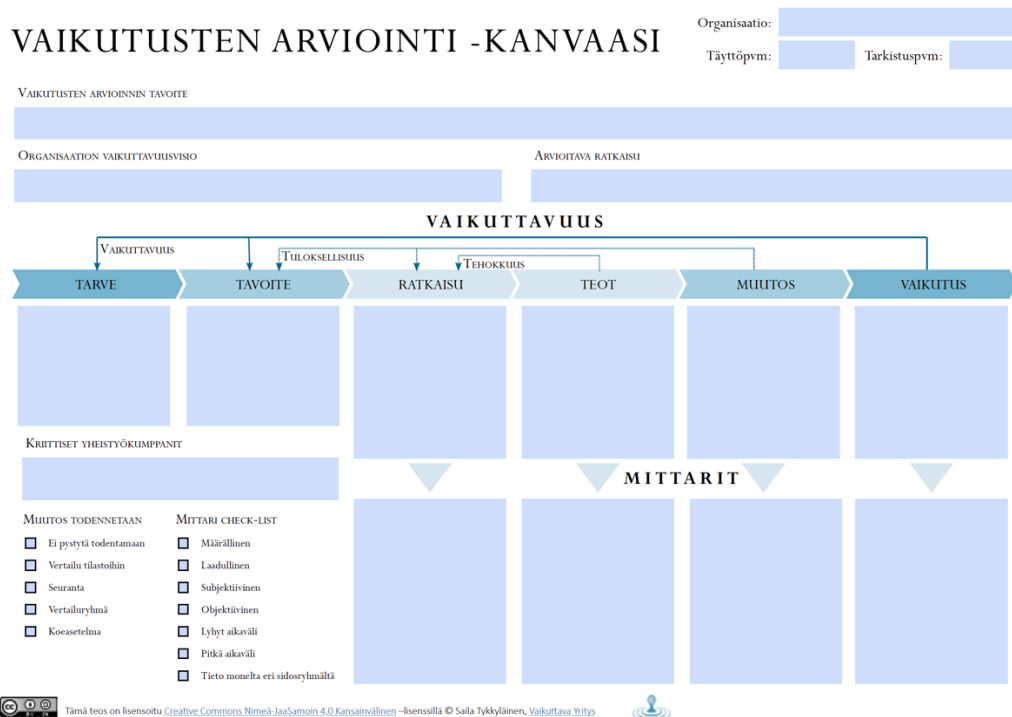 VAIKUTUSTEN ARVIOINTI -KANVAASI
Organisaatio:
Täyttöpvm:
Tarkistuspvm:
Vaikutusten arvioinnin tavoite
Organisaation vaikuttavuusvisio
Arvioitava ratkaisu
VAIKUTTAVUUS
Vaikuttavuus
Tuloksellisuus
Tehokkuus
TARVE
TAVOITE
RATKAISU
TEOT
MUUTOS
VAIKUTUS
Kriittiset yheistyökumppanit
MITTARIT
Muutos todennetaan
Ei pystytä todentamaan
Vertailu tilastoihin
Seuranta
Vertailuryhmä
Koeasetelma
Mittari check-list
Määrällinen
Laadullinen
Subjektiivinen
Objektiivinen
Lyhyt aikaväli
Pitkä aikaväli
Tieto monelta eri sidosryhmältä
Tämä teos on lisensoitu Creative Commons Nimeä-JaaSamoin 4.0 Kansainvälinen –lisenssillä © Saila Tykkyläinen, Vaikuttava Yritys